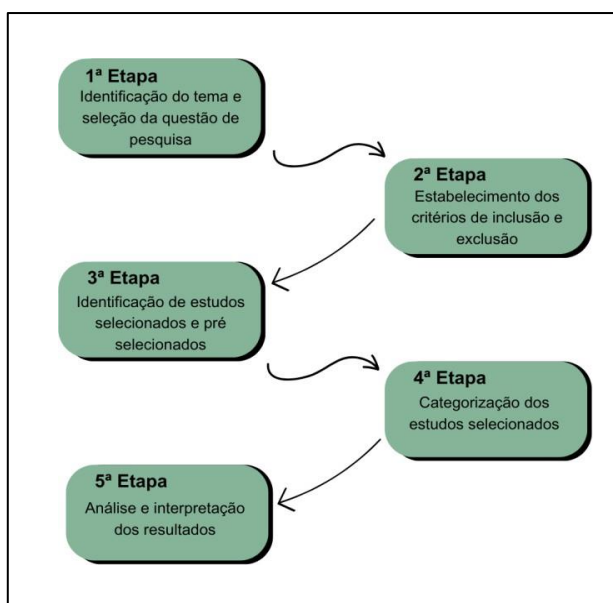 1ª Etapa
Identificação do tema e
seleção da questão de
pesquisa
2ª Etapa
Estabelecimento dos
critérios de inclusão e
exclusão
3ª Etapa
Identificação de estudos
selecionados e pré
selecionados
4ª Etapa
Categorização dos
estudos selecionados
5ª Etapa
Análise e interpretação
dos resultados